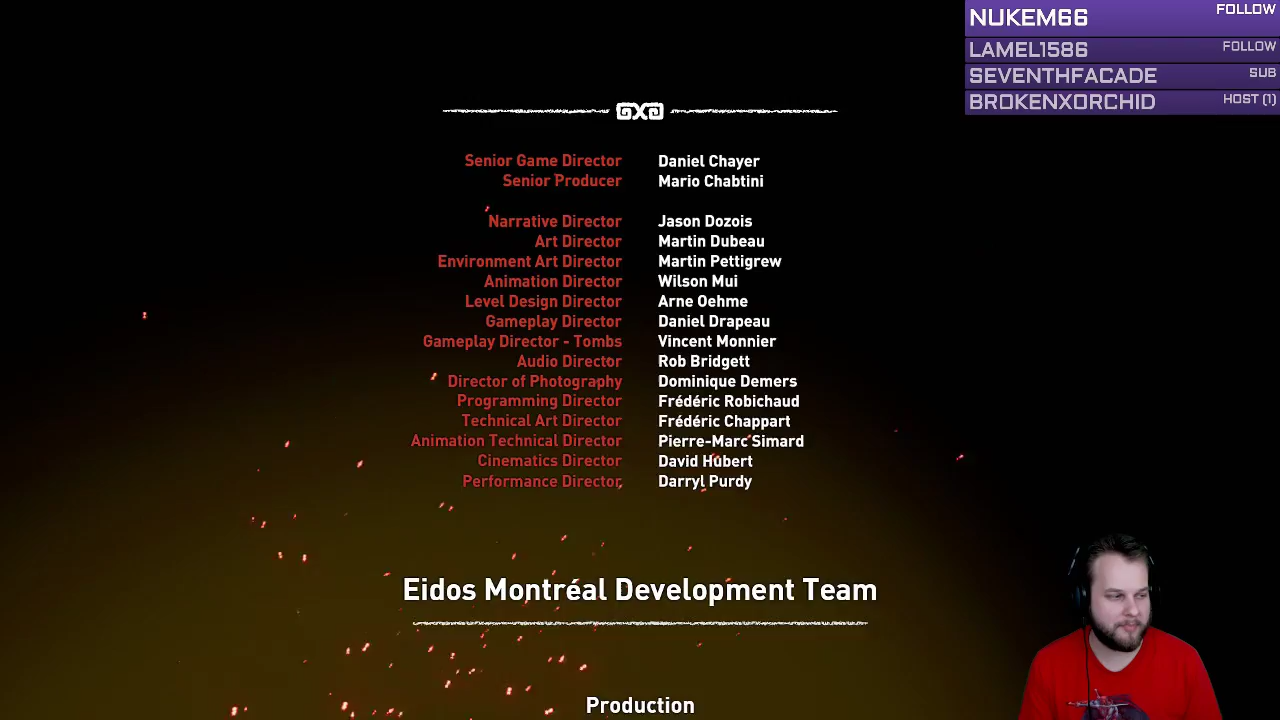 NUKEM66 FOLLOW
LAMEL1586 FOLLOW
SEVENTHFACADE SUB
BROKENXORCHID HOST (1)
Senior Game Director Daniel Chayer
Senior Producer Mario Chabtini
Narrative Director Jason Dozois
Art Director Martin Dubeau
Environment Art Director Martin Pettigrew
Animation Director Wilson Mui
Level Design Director Arne Oehme
Gameplay Director Daniel Drapeau
Gameplay Director - Tombs Vincent Monnier
Audio Director Rob Bridgett
Director of Photography Dominique Demers
Programming Director Frédéric Robichaud
Technical Art Director Frédéric Chappart
Animation Technical Director Pierre-Marc Simard
Cinematics Director David Hubert
Performance Director Darryl Purdy
Eidos Montréal Development Team
Production